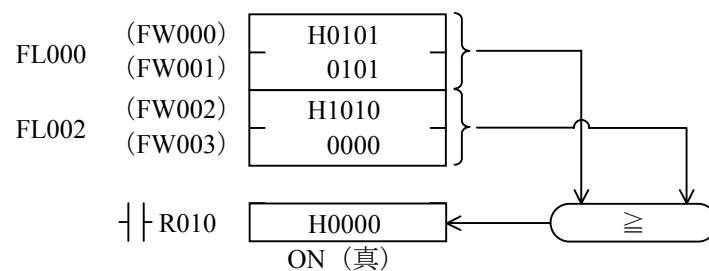 (FW000) H0101
FL000
(FW001) 0101
(FW002) H1010
FL002
(FW003) 0000
R010 H0000 ≧
ON（真）